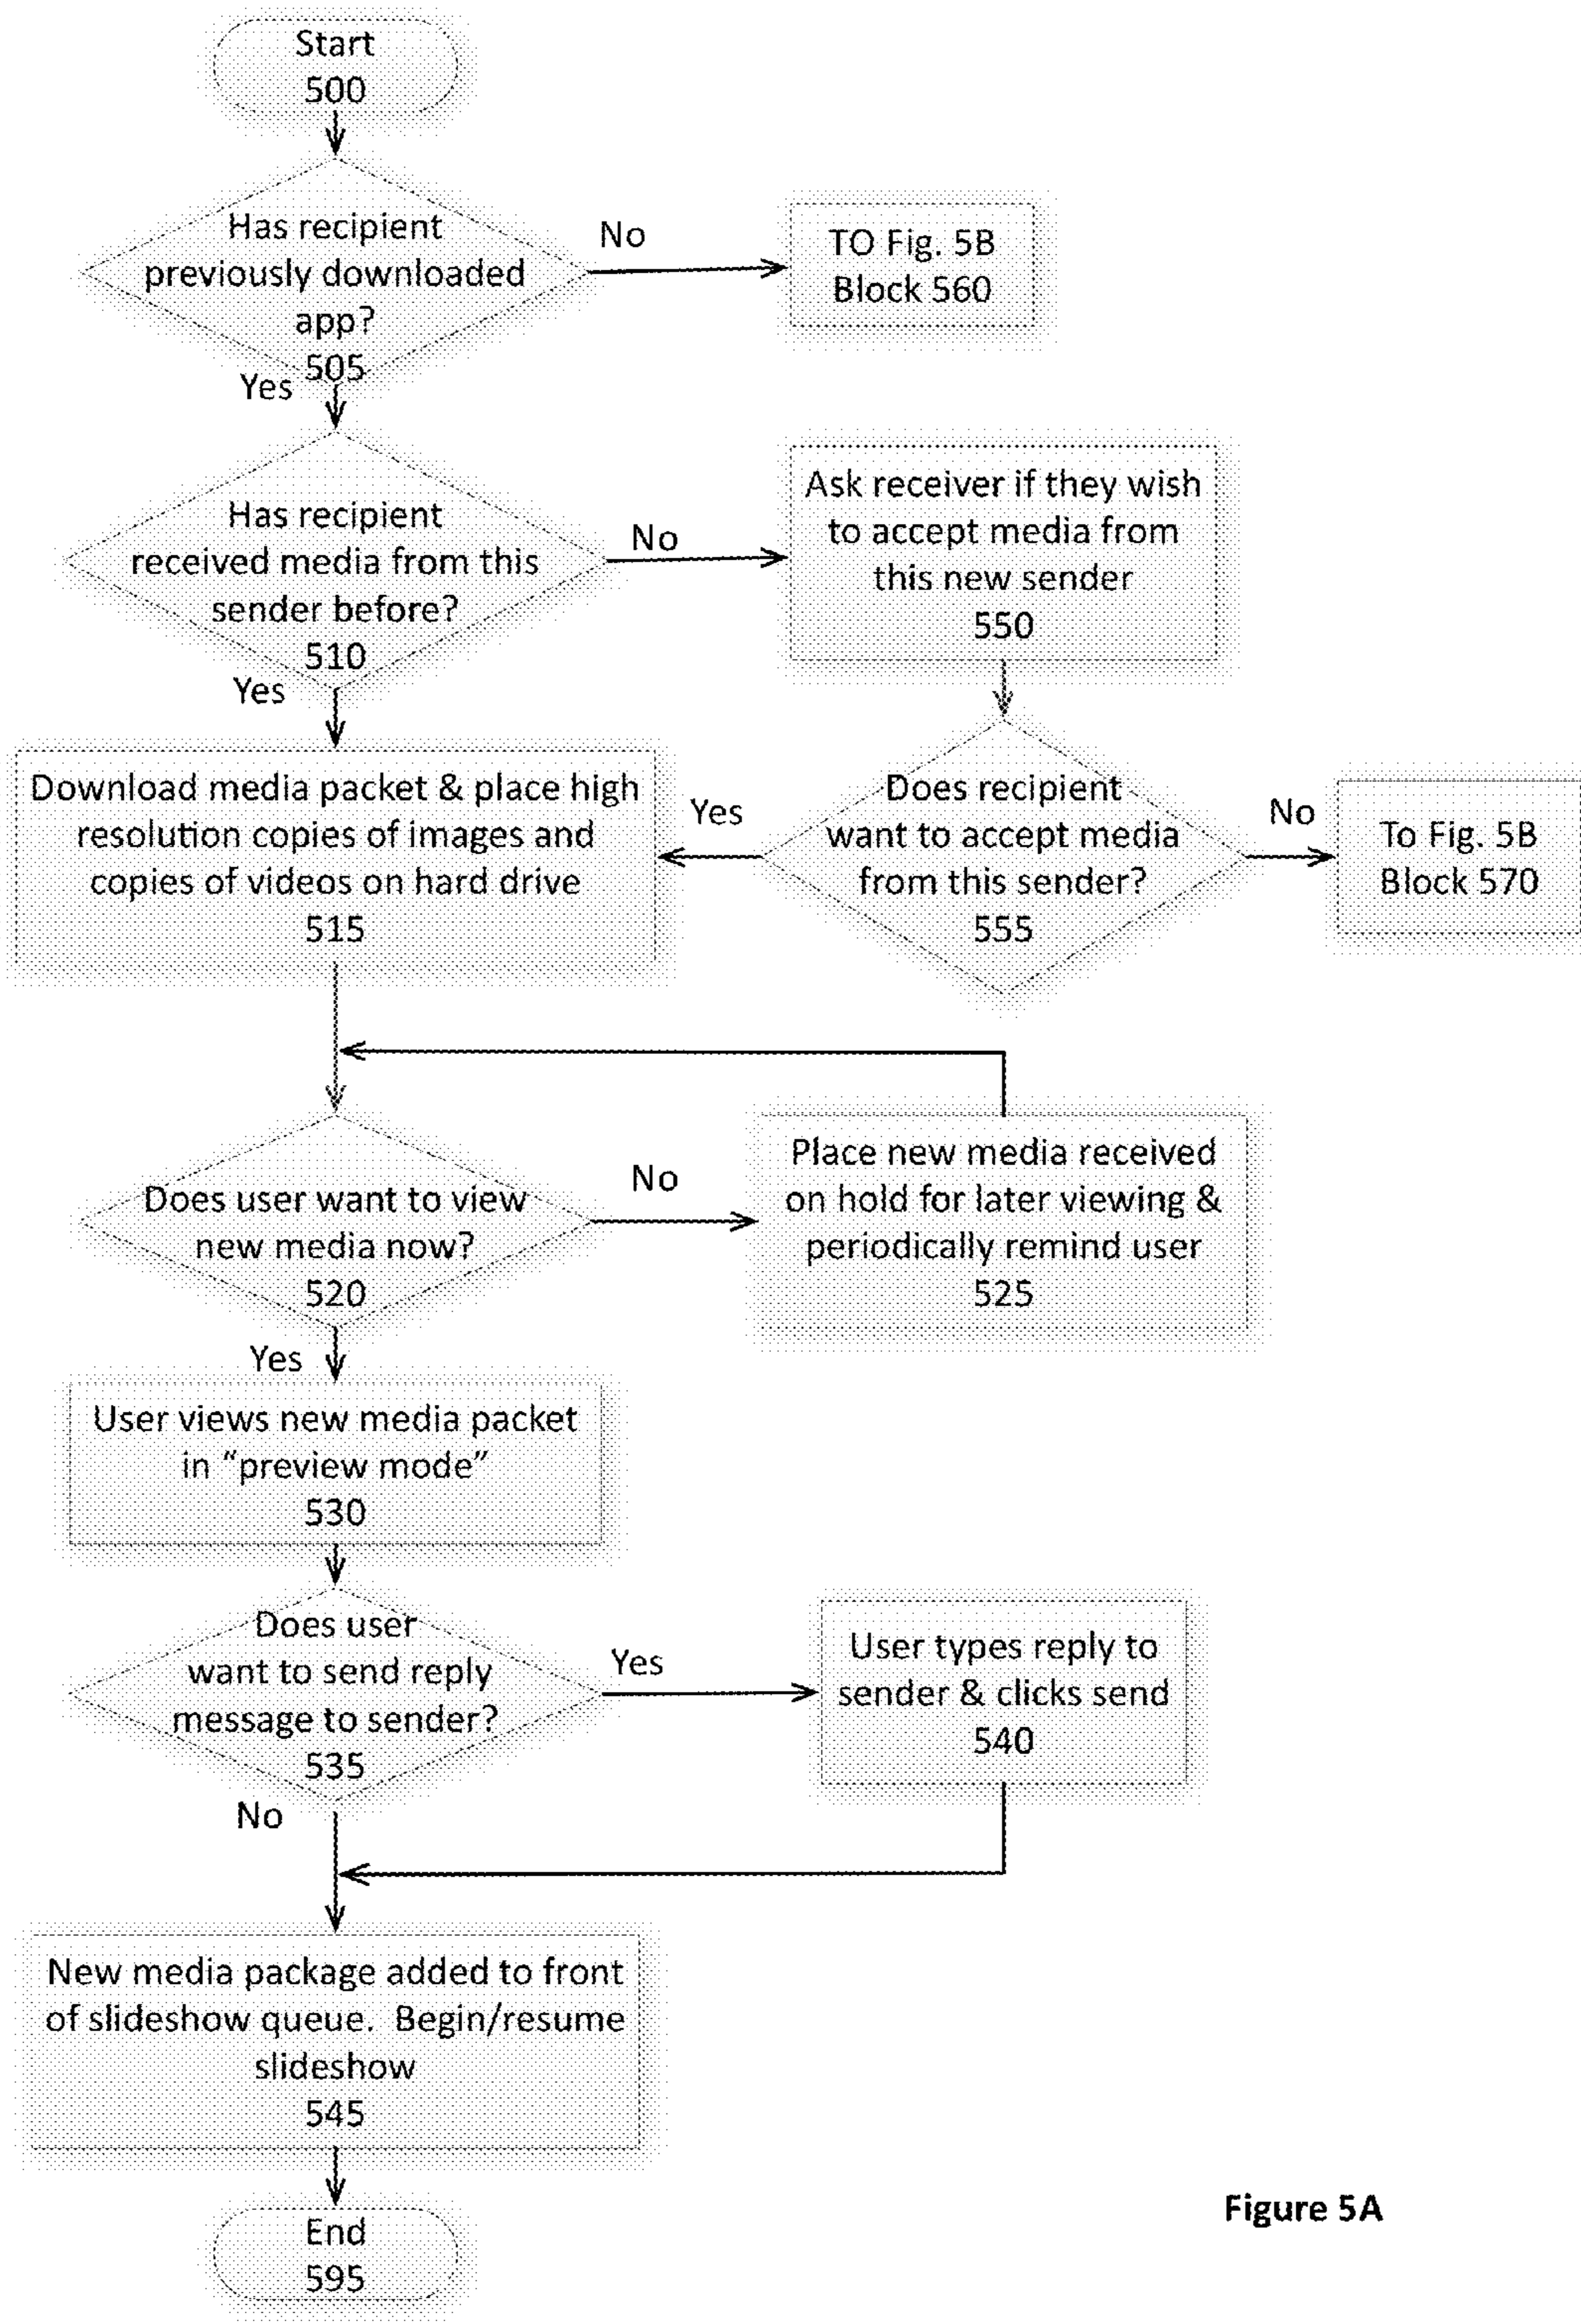 Start
500
Has recipient
previously downloaded
app?
505
No
TO Fig. 5B
Block 560
Yes
Has recipient
received media from this
sender before?
510
No
Ask receiver if they wish
to accept media from
this new sender
550
Yes
Download media packet & place high
resolution copies of images and
copies of videos on hard drive
515
Yes
Does recipient
want to accept media
from this sender?
555
No
To Fig. 5B
Block 570
Does user want to view
new media now?
520
No
Place new media received
on hold for later viewing &
periodically remind user
525
Yes
User views new media packet
in “preview mode”
530
Does user
want to send reply
message to sender?
535
Yes
User types reply to
sender & clicks send
540
No
New media package added to front
of slideshow queue.  Begin/resume
slideshow
545
End
595
Figure 5A